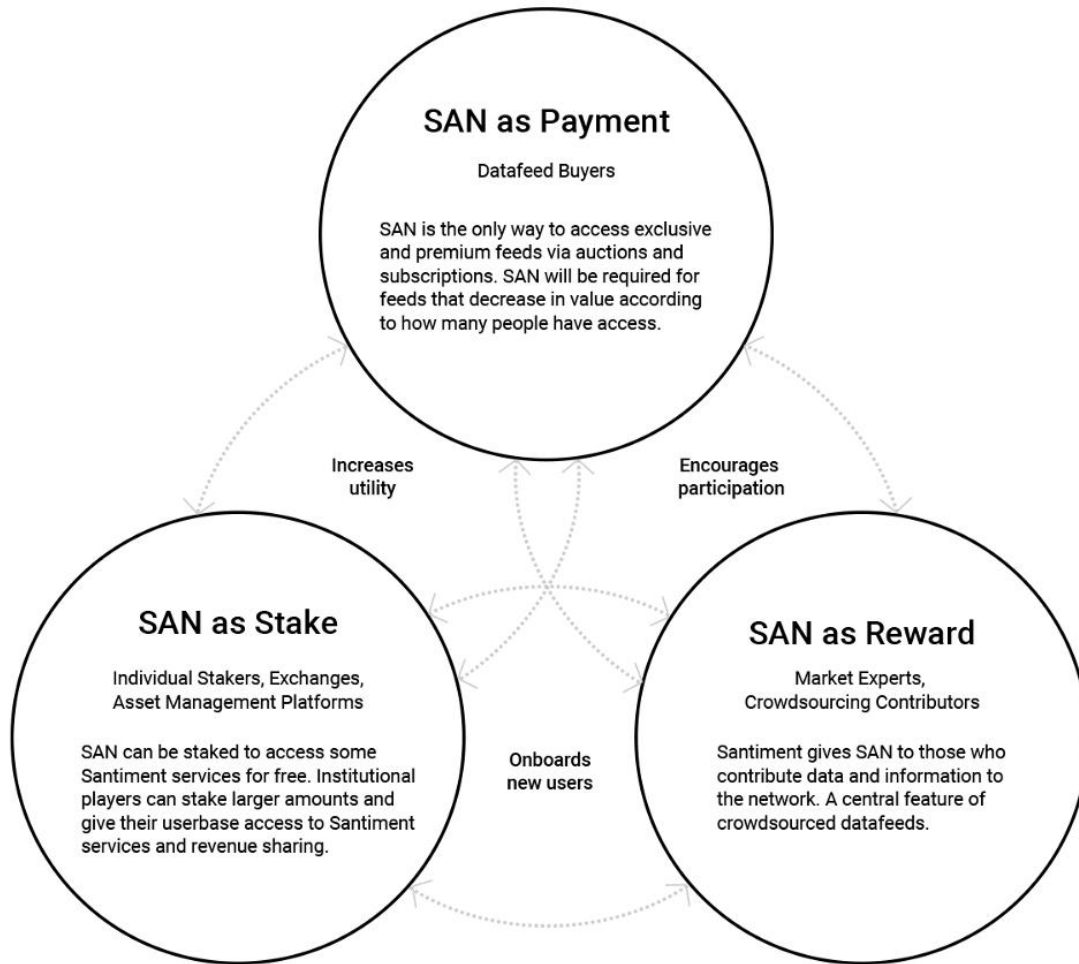 SAN as Payment
Datafeed Buyers
SAN is the only way to access exclusive
and premium feeds via auctions and
subscriptions. SAN will be required for
feeds that decrease in value according
to how many people have access.
Increases
utility
Encourages
participation
SAN as Stake
Individual Stakers, Exchanges,
Asset Management Platforms
SAN can be staked to access some
Santiment services for free. Institutional
players can stake larger amounts and
give their userbase access to Santiment
services and revenue sharing.
Onboards
new users
SAN as Reward
Market Experts,
Crowdsourcing Contributors
Santiment gives SAN to those who
contribute data and information to
the network. A central feature of
crowdsourced datafeeds.